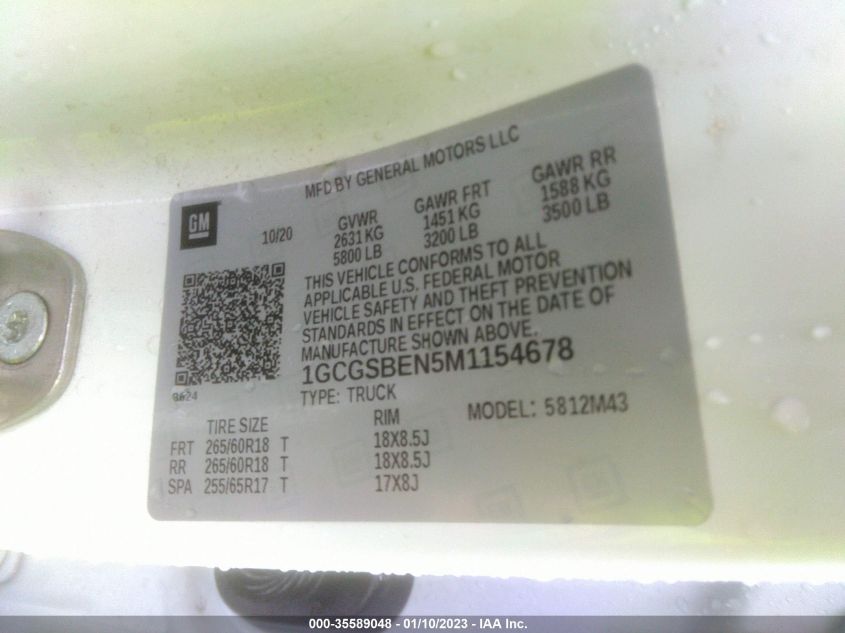 MFD BY GENERAL MOTORS LLC
GM
10/20
GVWR GAWR FRT GAWR RR
2631 KG 1451 KG 1588 KG
5800 LB 3200 LB 3500 LB
THIS VEHICLE CONFORMS TO ALL
APPLICABLE U.S. FEDERAL MOTOR
VEHICLE SAFETY AND THEFT PREVENTION
STANDARDS IN EFFECT ON THE DATE OF
MANUFACTURE SHOWN ABOVE.
1GCGSBEN5M1154678
TYPE: TRUCK MODEL: 5812M43
TIRE SIZE RIM
FRT 265/60R18 T 18X8.5J
RR 265/60R18 T 18X8.5J
SPA 255/65R17 T 17X8J
000-35589048 - 01/10/2023 - IAA Inc.